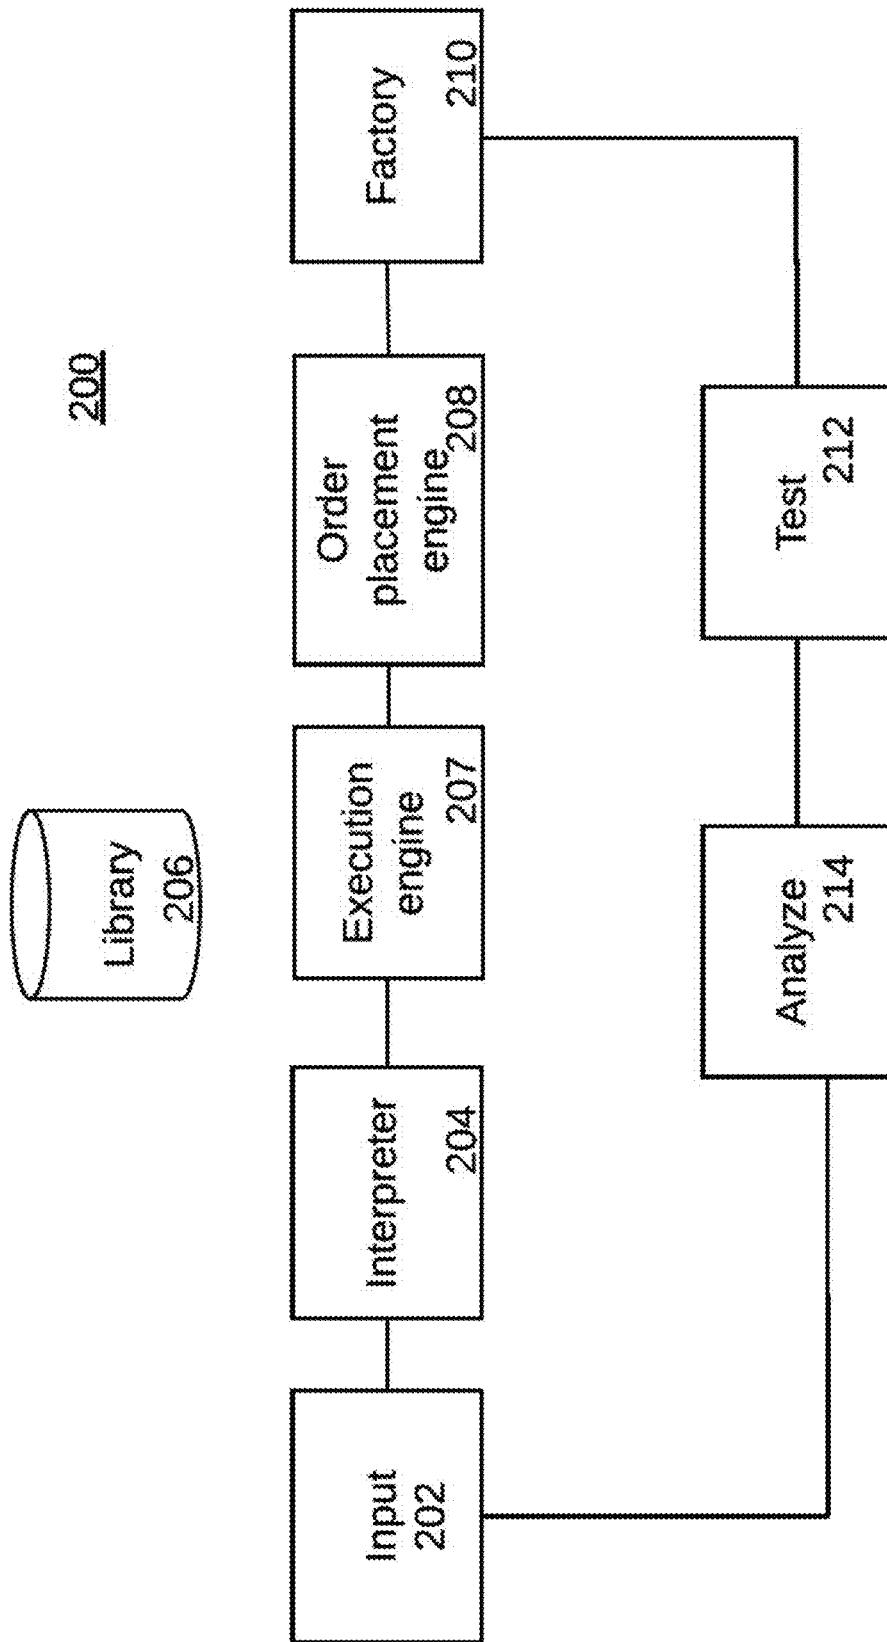 200
Library
206
Input
202
Interpreter
204
Execution
engine
207
Order
placement
engine
208
Factory
210
Analyze
214
Test
212